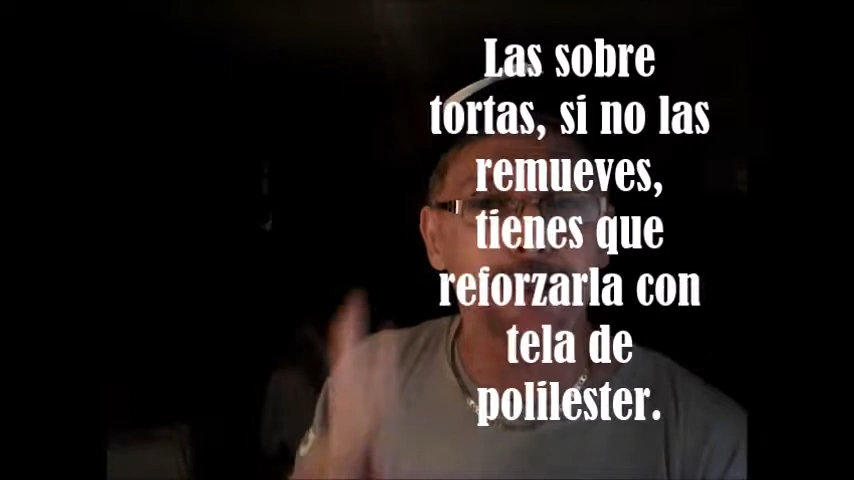 Las sobre
tortas, si no las
remueves,
tienes que
reforzarla con
tela de
polilester.